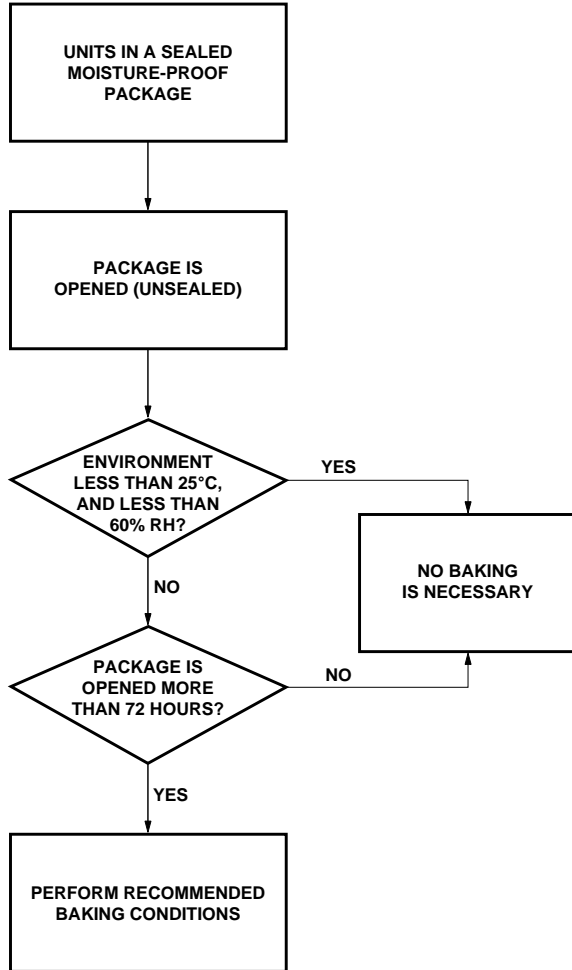 UNITS IN A SEALED
MOISTURE-PROOF
PACKAGE
PACKAGE IS
OPENED (UNSEALED)
ENVIRONMENT
LESS THAN 25°C,
AND LESS THAN
60% RH?
YES
NO BAKING
IS NECESSARY
NO
PACKAGE IS
OPENED MORE
THAN 72 HOURS?
NO
YES
PERFORM RECOMMENDED
BAKING CONDITIONS